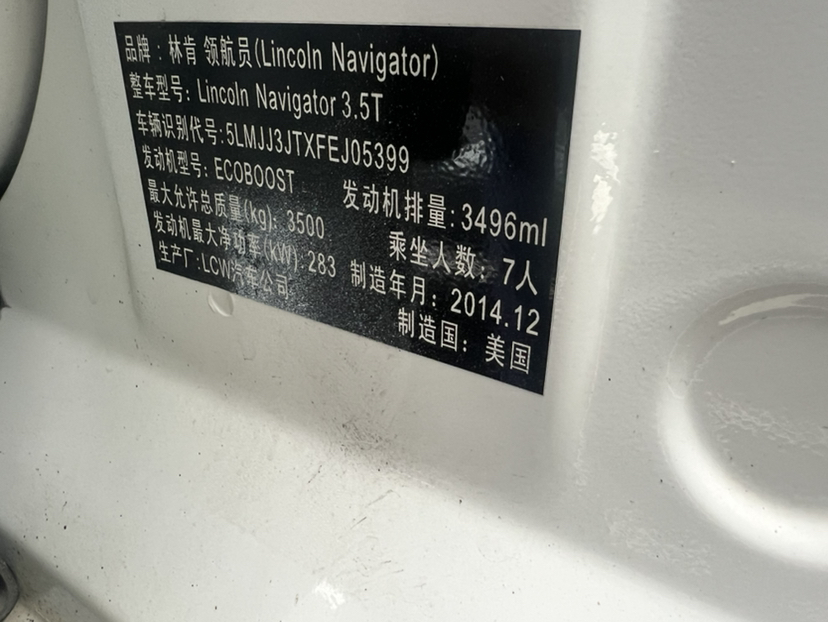 品牌：林肯 领航员(Lincoln Navigator)
整车型号: Lincoln Navigator 3.5T
车辆识别代号:5LMJJ3JTXFEJ05399
发动机型号: ECOBOOST 发动机排量:3496ml
最大允许总质量(kg): 3500 乘坐人数: 7人
发动机最大净功率(kW) 283 制造年月: 2014.12
生产厂:LCW汽车公司 制造国: 美国